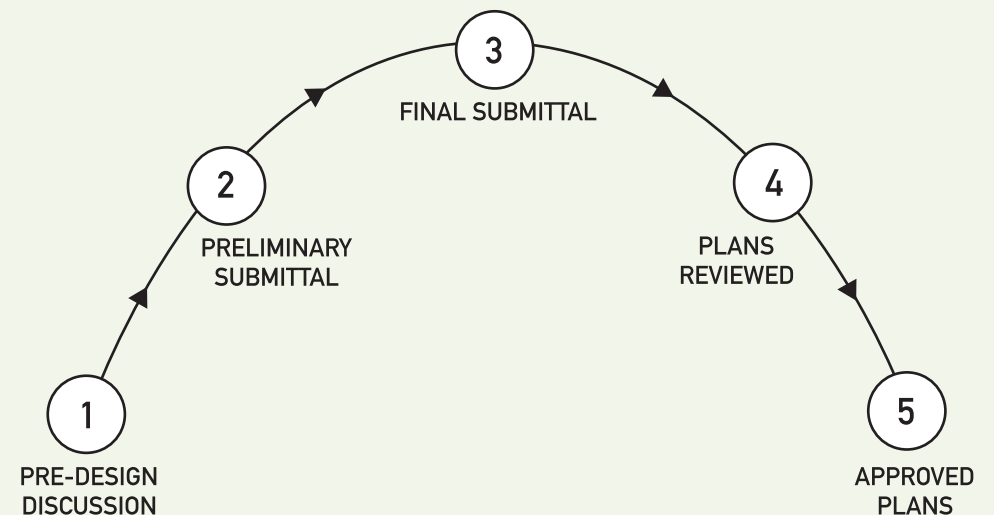 1
PRE-DESIGN
DISCUSSION
2
PRELIMINARY
SUBMITTAL
3
FINAL SUBMITTAL
4
PLANS
REVIEWED
5
APPROVED
PLANS